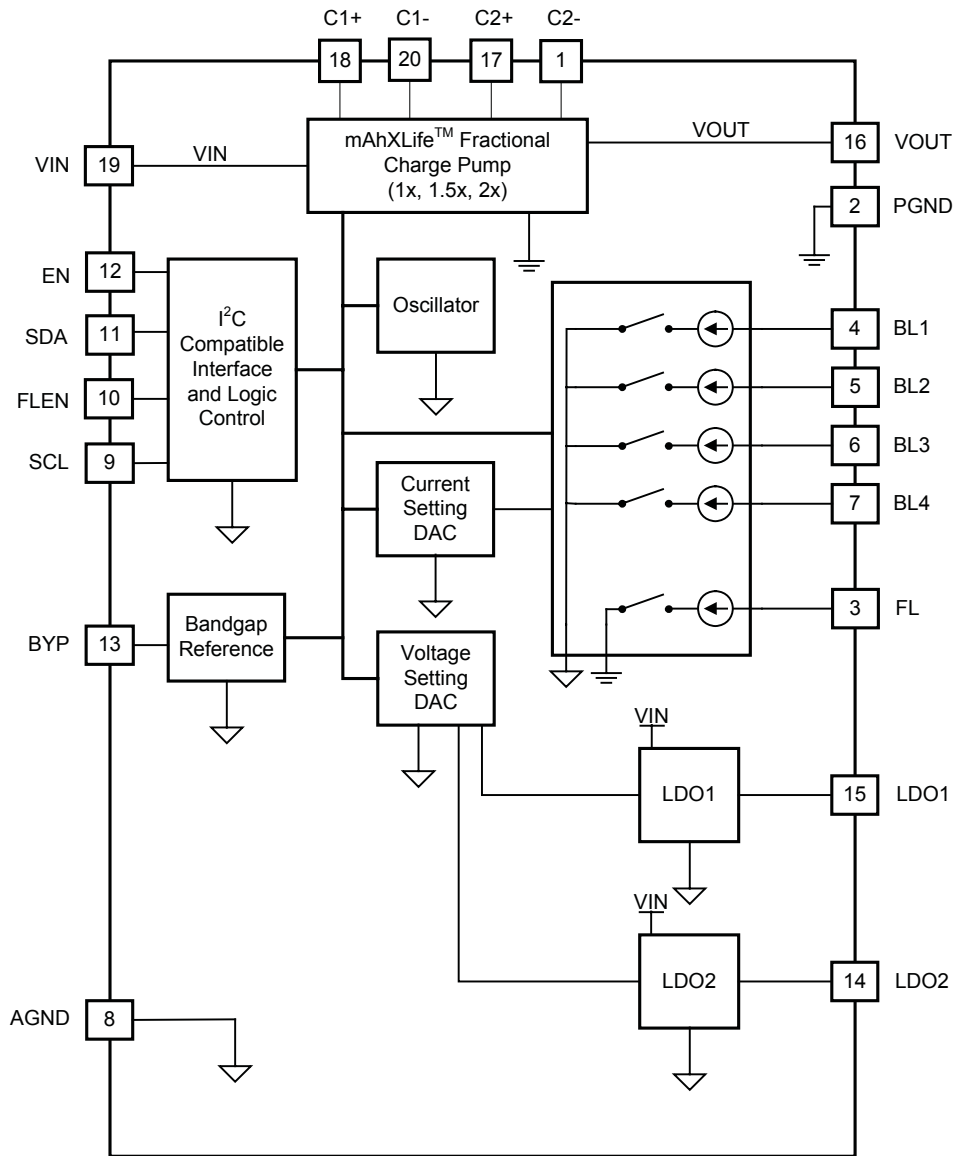 C1+ C1- C2+ C2-
18 20 17 1
mAhXLife™ Fractional
Charge Pump
(1x, 1.5x, 2x)
VIN 19 VIN
VOUT 16 VOUT
2 PGND
EN 12
SDA 11
FLEN 10
SCL 9
I²C
Compatible
Interface
and Logic
Control
Oscillator
4 BL1
5 BL2
6 BL3
7 BL4
3 FL
Current
Setting
DAC
BYP 13
Bandgap
Reference
Voltage
Setting
DAC
VIN
LDO1 15 LDO1
VIN
LDO2 14 LDO2
AGND 8